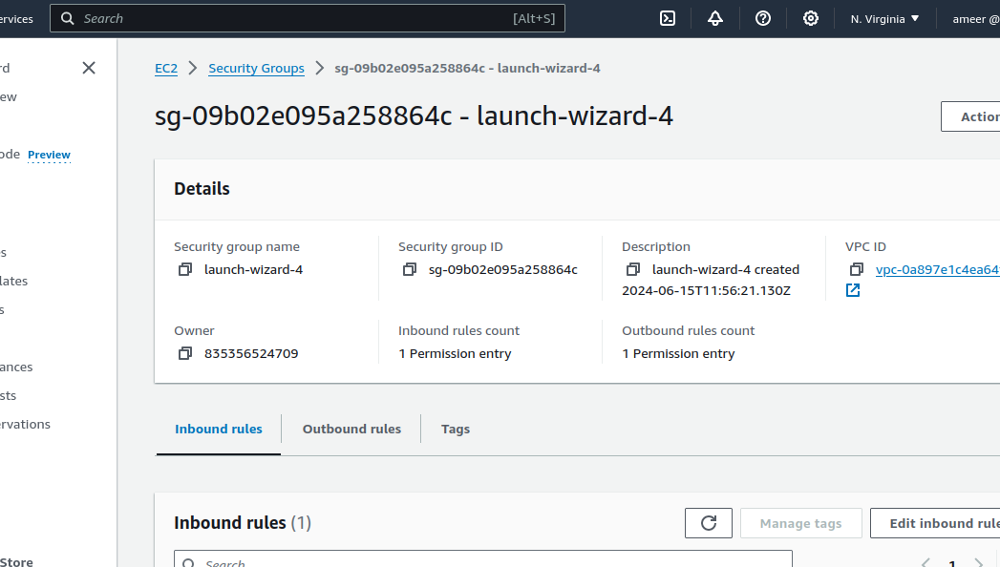 ervices Search [Alt+S] N. Virginia ameer @
rd
ew
ode Preview
s
lates
s
ances
sts
ervations
Store
EC2 Security Groups sg-09b02e095a258864c - launch-wizard-4
sg-09b02e095a258864c - launch-wizard-4
Action
Details
Security group name
launch-wizard-4
Security group ID
sg-09b02e095a258864c
Description
launch-wizard-4 created
2024-06-15T11:56:21.130Z
VPC ID
vpc-0a897e1c4ea64
Owner
835356524709
Inbound rules count
1 Permission entry
Outbound rules count
1 Permission entry
Inbound rules Outbound rules Tags
Inbound rules (1)
Manage tags Edit inbound rule
Search
1